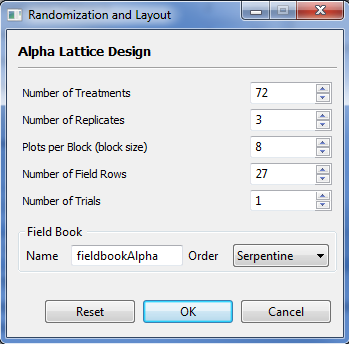 Randomization and Layout
Alpha Lattice Design
Number of Treatments 72
Number of Replicates 3
Plots per Block (block size) 8
Number of Field Rows 27
Number of Trials 1
Field Book
Name fieldbookAlpha Order Serpentine
Reset OK Cancel